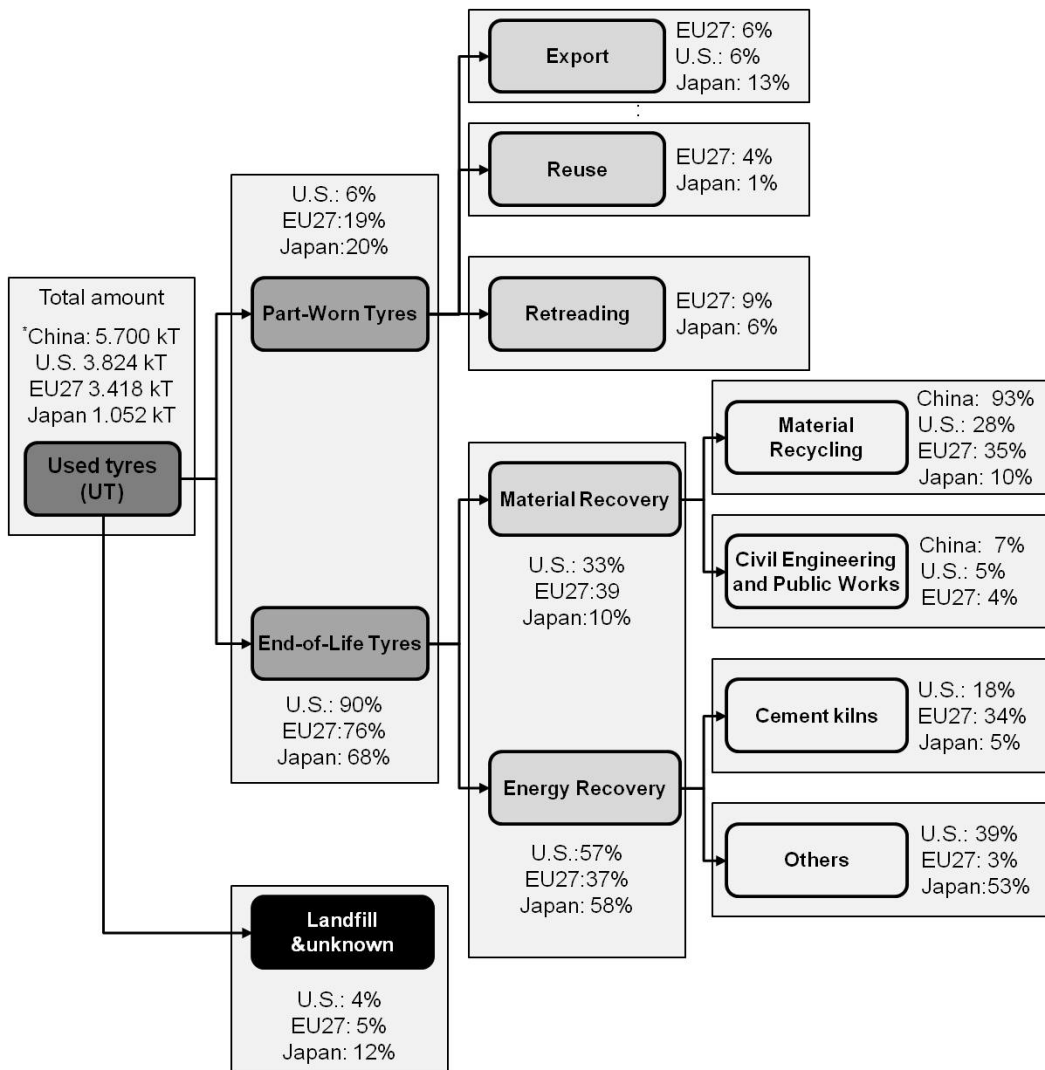 Total amount
*China: 5.700 kT
U.S. 3.824 kT
EU27 3.418 kT
Japan 1.052 kT
Used tyres
(UT)
U.S.: 6%
EU27:19%
Japan:20%
Part-Worn Tyres
End-of-Life Tyres
U.S.: 90%
EU27:76%
Japan: 68%
Landfill
&unknown
U.S.: 4%
EU27: 5%
Japan: 12%
Export
EU27: 6%
U.S.: 6%
Japan: 13%
Reuse
EU27: 4%
Japan: 1%
Retreading
EU27: 9%
Japan: 6%
Material Recovery
U.S.: 33%
EU27:39
Japan:10%
Energy Recovery
U.S.:57%
EU27:37%
Japan: 58%
Material
Recycling
China: 93%
U.S.: 28%
EU27: 35%
Japan: 10%
Civil Engineering
and Public Works
China: 7%
U.S.: 5%
EU27: 4%
Cement kilns
U.S.: 18%
EU27: 34%
Japan: 5%
Others
U.S.: 39%
EU27: 3%
Japan:53%